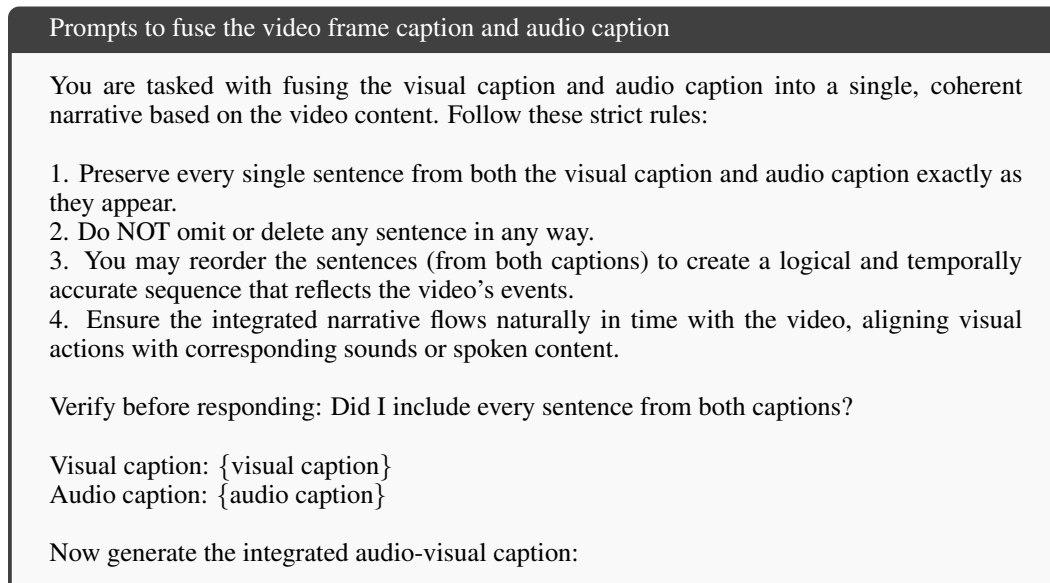 Prompts to fuse the video frame caption and audio caption
You are tasked with fusing the visual caption and audio caption into a single, coherent
narrative based on the video content. Follow these strict rules:
1. Preserve every single sentence from both the visual caption and audio caption exactly as
they appear.
2. Do NOT omit or delete any sentence in any way.
3. You may reorder the sentences (from both captions) to create a logical and temporally
accurate sequence that reflects the video's events.
4. Ensure the integrated narrative flows naturally in time with the video, aligning visual
actions with corresponding sounds or spoken content.
Verify before responding: Did I include every sentence from both captions?
Visual caption: {visual caption}
Audio caption: {audio caption}
Now generate the integrated audio-visual caption: